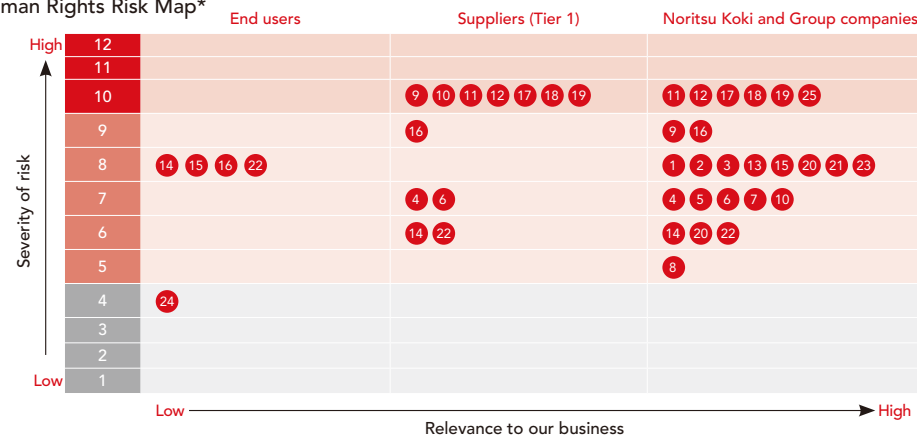 man Rights Risk Map*
End users Suppliers (Tier 1) Noritsu Koki and Group companies
High 12
11
10 9 10 11 12 17 18 19 11 12 17 18 19 25
9 16 9 16
8 14 15 16 22 1 2 3 13 15 20 21 23
7 4 6 4 5 6 7 10
6 14 22 14 20 22
5 8
4 24
3
2
Low 1
Severity of risk
Low High
Relevance to our business